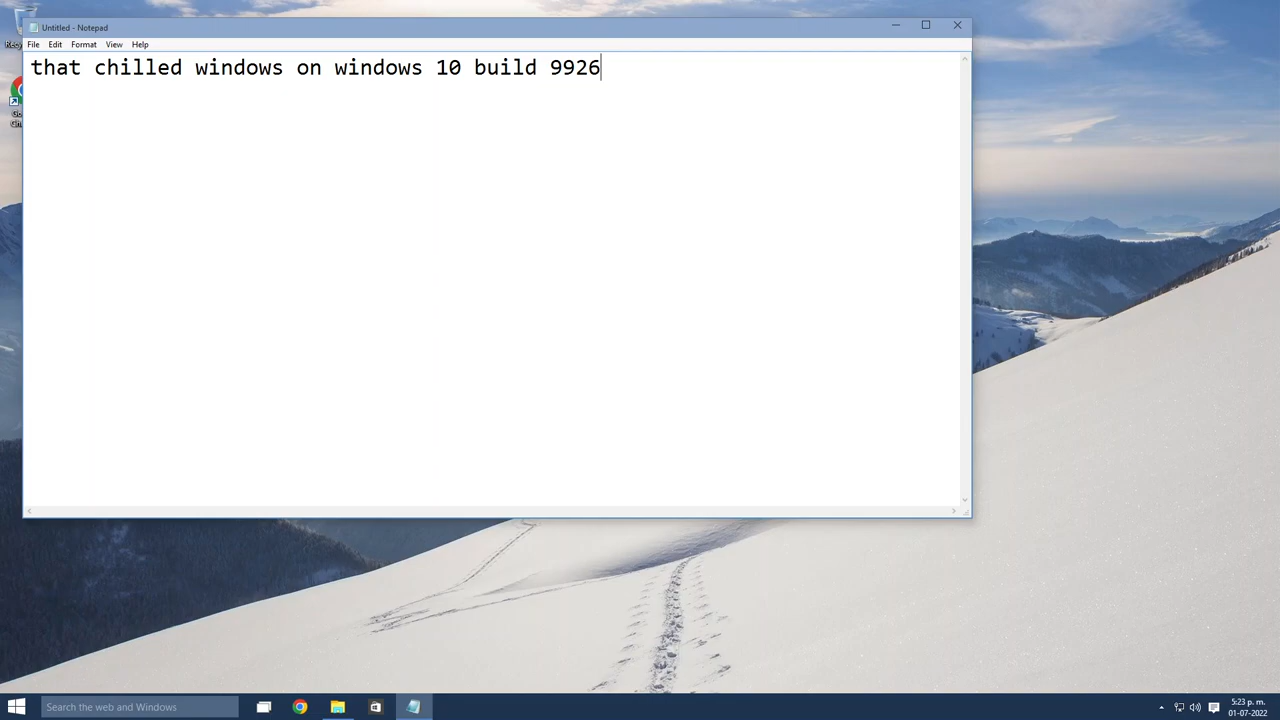 Untitled - Notepad
File Edit Format View Help
that chilled windows on windows 10 build 9926
Search the web and Windows
5:23 p. m.
01-07-2022